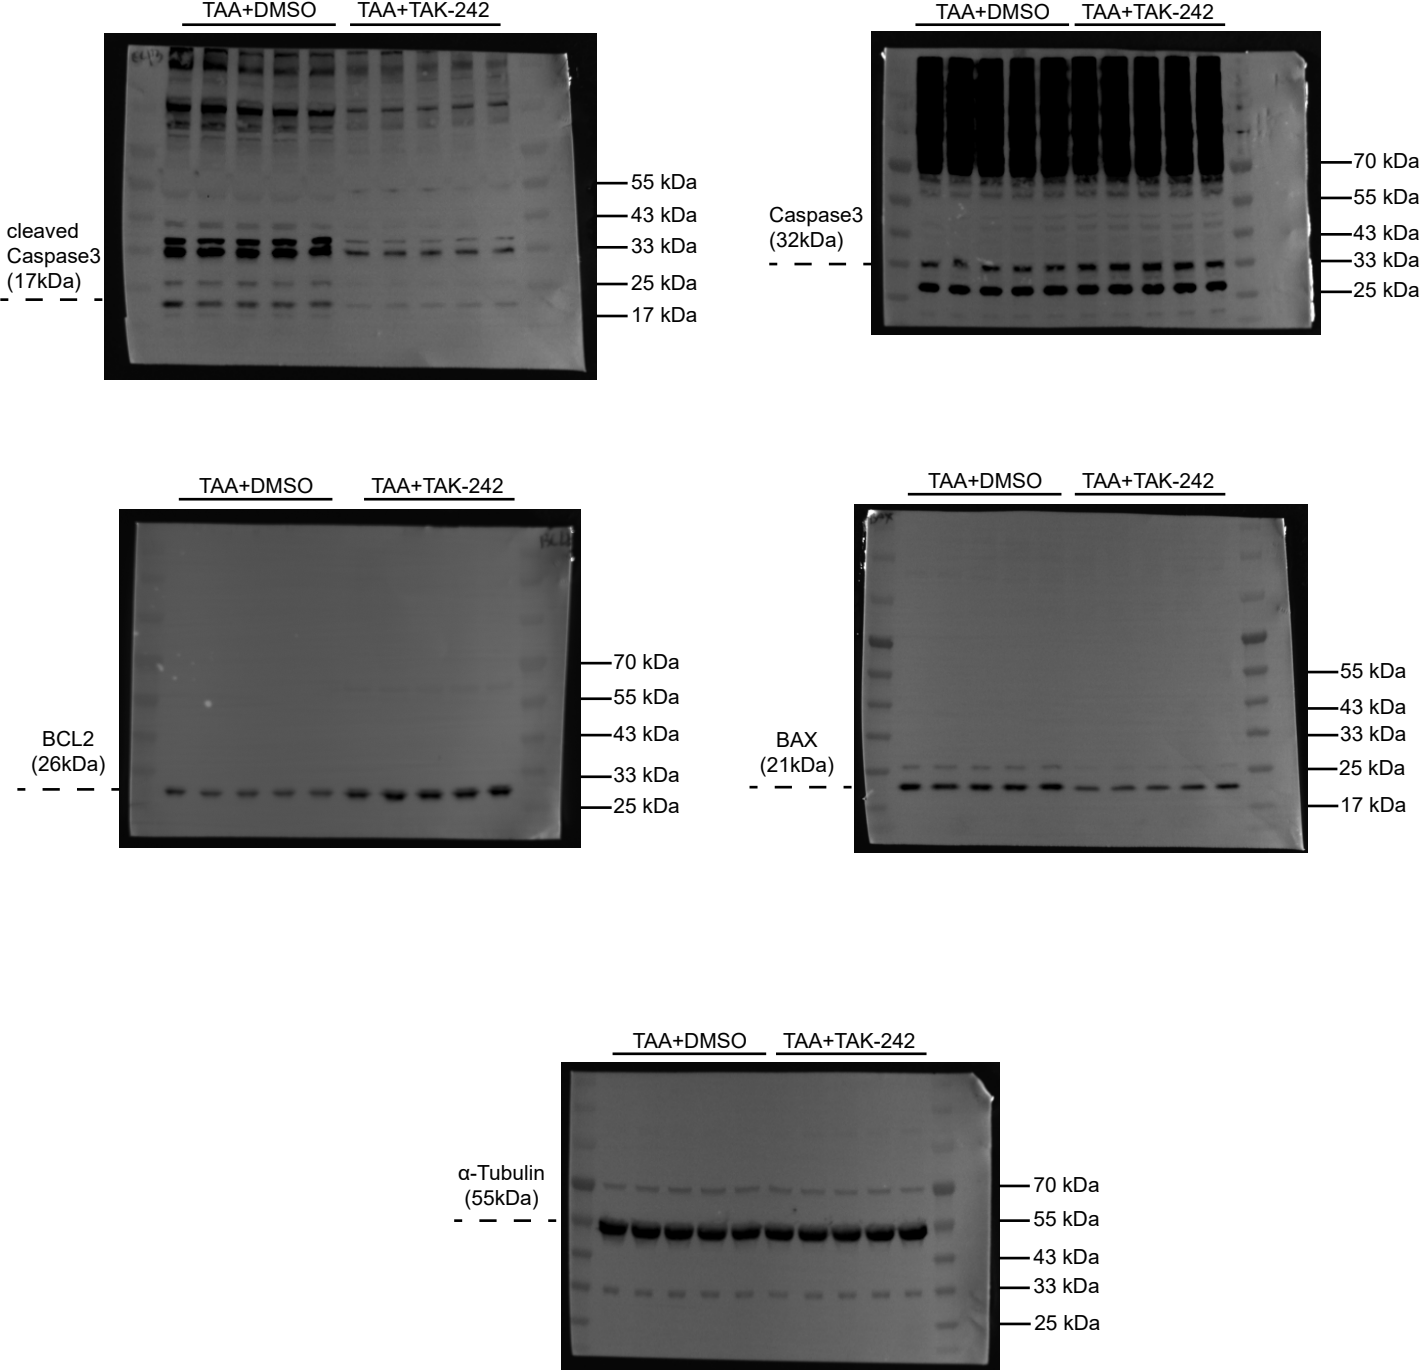 TAA+DMSO TAA+TAK-242
cleaved
Caspase3
(17kDa)
55 kDa
43 kDa
33 kDa
25 kDa
17 kDa
TAA+DMSO TAA+TAK-242
Caspase3
(32kDa)
70 kDa
55 kDa
43 kDa
33 kDa
25 kDa
TAA+DMSO TAA+TAK-242
BCL2
(26kDa)
70 kDa
55 kDa
43 kDa
33 kDa
25 kDa
TAA+DMSO TAA+TAK-242
BAX
(21kDa)
55 kDa
43 kDa
33 kDa
25 kDa
17 kDa
TAA+DMSO TAA+TAK-242
α-Tubulin
(55kDa)
70 kDa
55 kDa
43 kDa
33 kDa
25 kDa